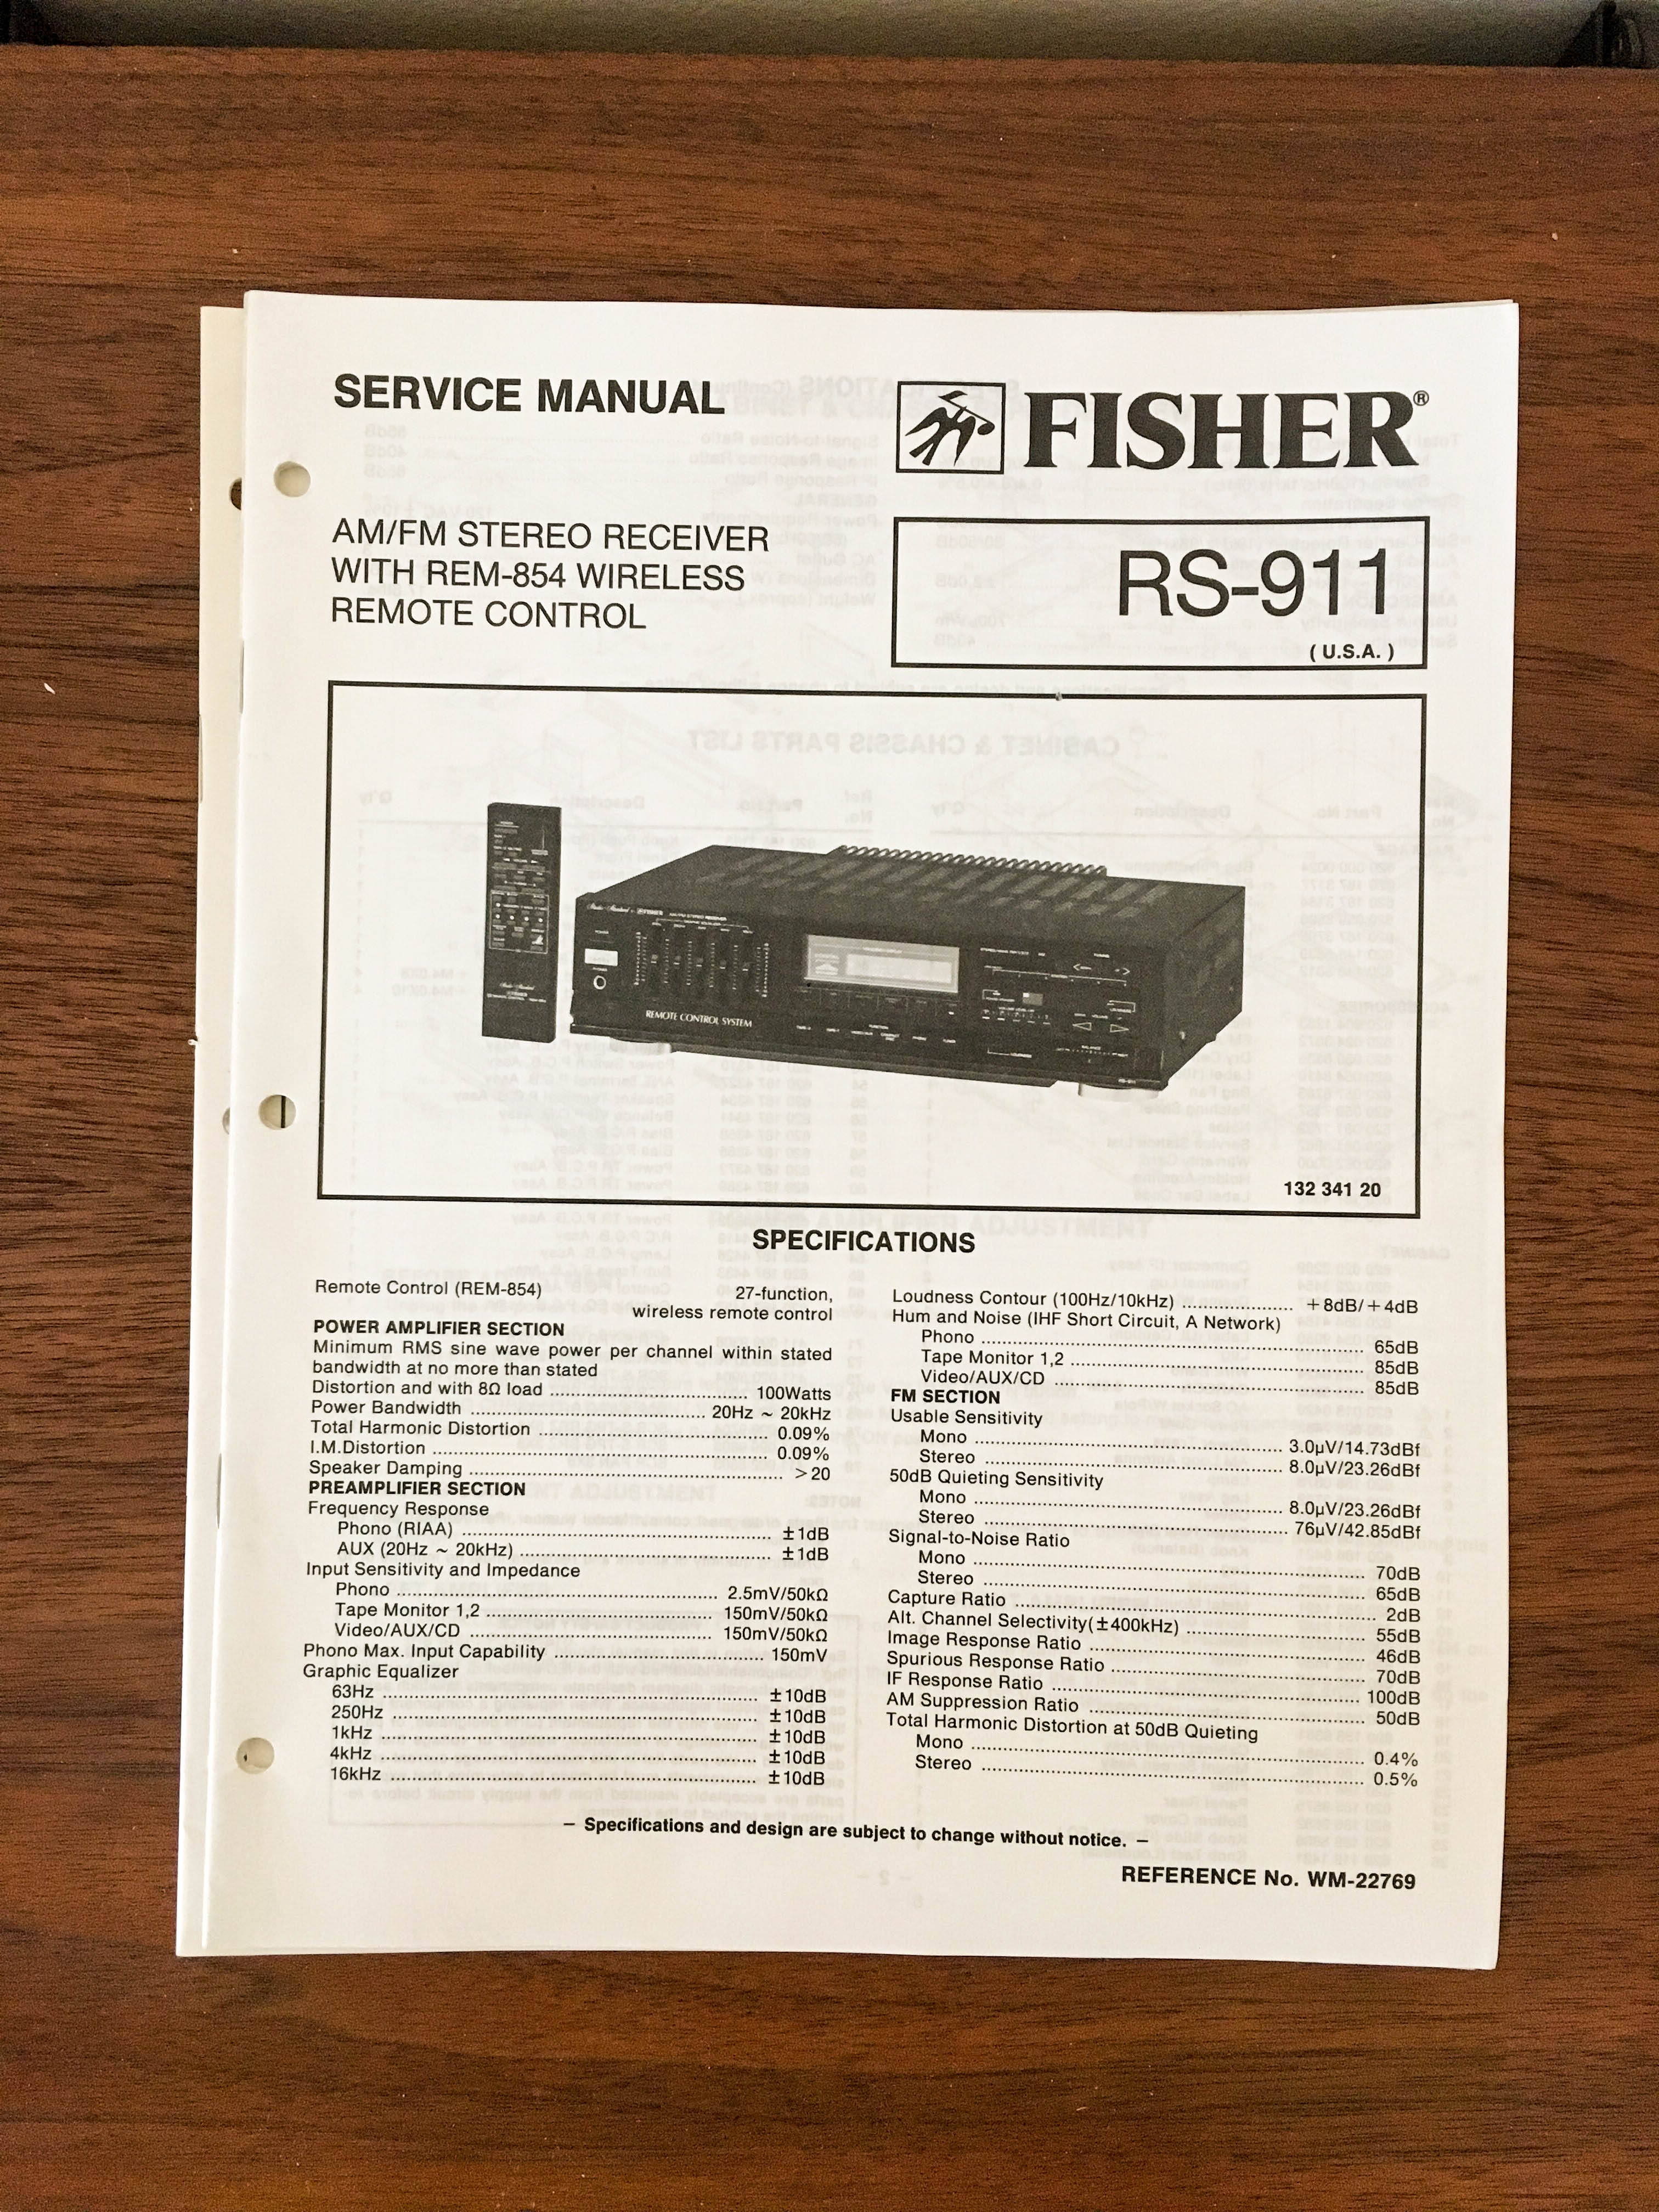 SERVICE MANUAL
FISHER®
AM/FM STEREO RECEIVER
WITH REM-854 WIRELESS
REMOTE CONTROL
RS-911
( U.S.A. )
REMOTE CONTROL SYSTEM
132 341 20
SPECIFICATIONS
Remote Control (REM-854) 27-function,
wireless remote control
POWER AMPLIFIER SECTION
Minimum RMS sine wave power per channel within stated
bandwidth at no more than stated
Distortion and with 8Ω load ........ 100Watts
Power Bandwidth ........ 20Hz ~ 20kHz
Total Harmonic Distortion ........ 0.09%
I.M.Distortion ........ 0.09%
Speaker Damping ........ >20
PREAMPLIFIER SECTION
Frequency Response
Phono (RIAA) ........ ±1dB
AUX (20Hz ~ 20kHz) ........ ±1dB
Input Sensitivity and Impedance
Phono ........ 2.5mV/50kΩ
Tape Monitor 1,2 ........ 150mV/50kΩ
Video/AUX/CD ........ 150mV/50kΩ
Phono Max. Input Capability ........ 150mV
Graphic Equalizer
63Hz ........ ±10dB
250Hz ........ ±10dB
1kHz ........ ±10dB
4kHz ........ ±10dB
16kHz ........ ±10dB
Loudness Contour (100Hz/10kHz) ........ +8dB/+4dB
Hum and Noise (IHF Short Circuit, A Network)
Phono ........ 65dB
Tape Monitor 1,2 ........ 85dB
Video/AUX/CD ........ 85dB
FM SECTION
Usable Sensitivity
Mono ........ 3.0µV/14.73dBf
Stereo ........ 8.0µV/23.26dBf
50dB Quieting Sensitivity
Mono ........ 8.0µV/23.26dBf
Stereo ........ 76µV/42.85dBf
Signal-to-Noise Ratio
Mono ........ 70dB
Stereo ........ 65dB
Capture Ratio ........ 2dB
Alt. Channel Selectivity(±400kHz) ........ 55dB
Image Response Ratio ........ 46dB
Spurious Response Ratio ........ 70dB
IF Response Ratio ........ 100dB
AM Suppression Ratio ........ 50dB
Total Harmonic Distortion at 50dB Quieting
Mono ........ 0.4%
Stereo ........ 0.5%
– Specifications and design are subject to change without notice. –
REFERENCE No. WM-22769